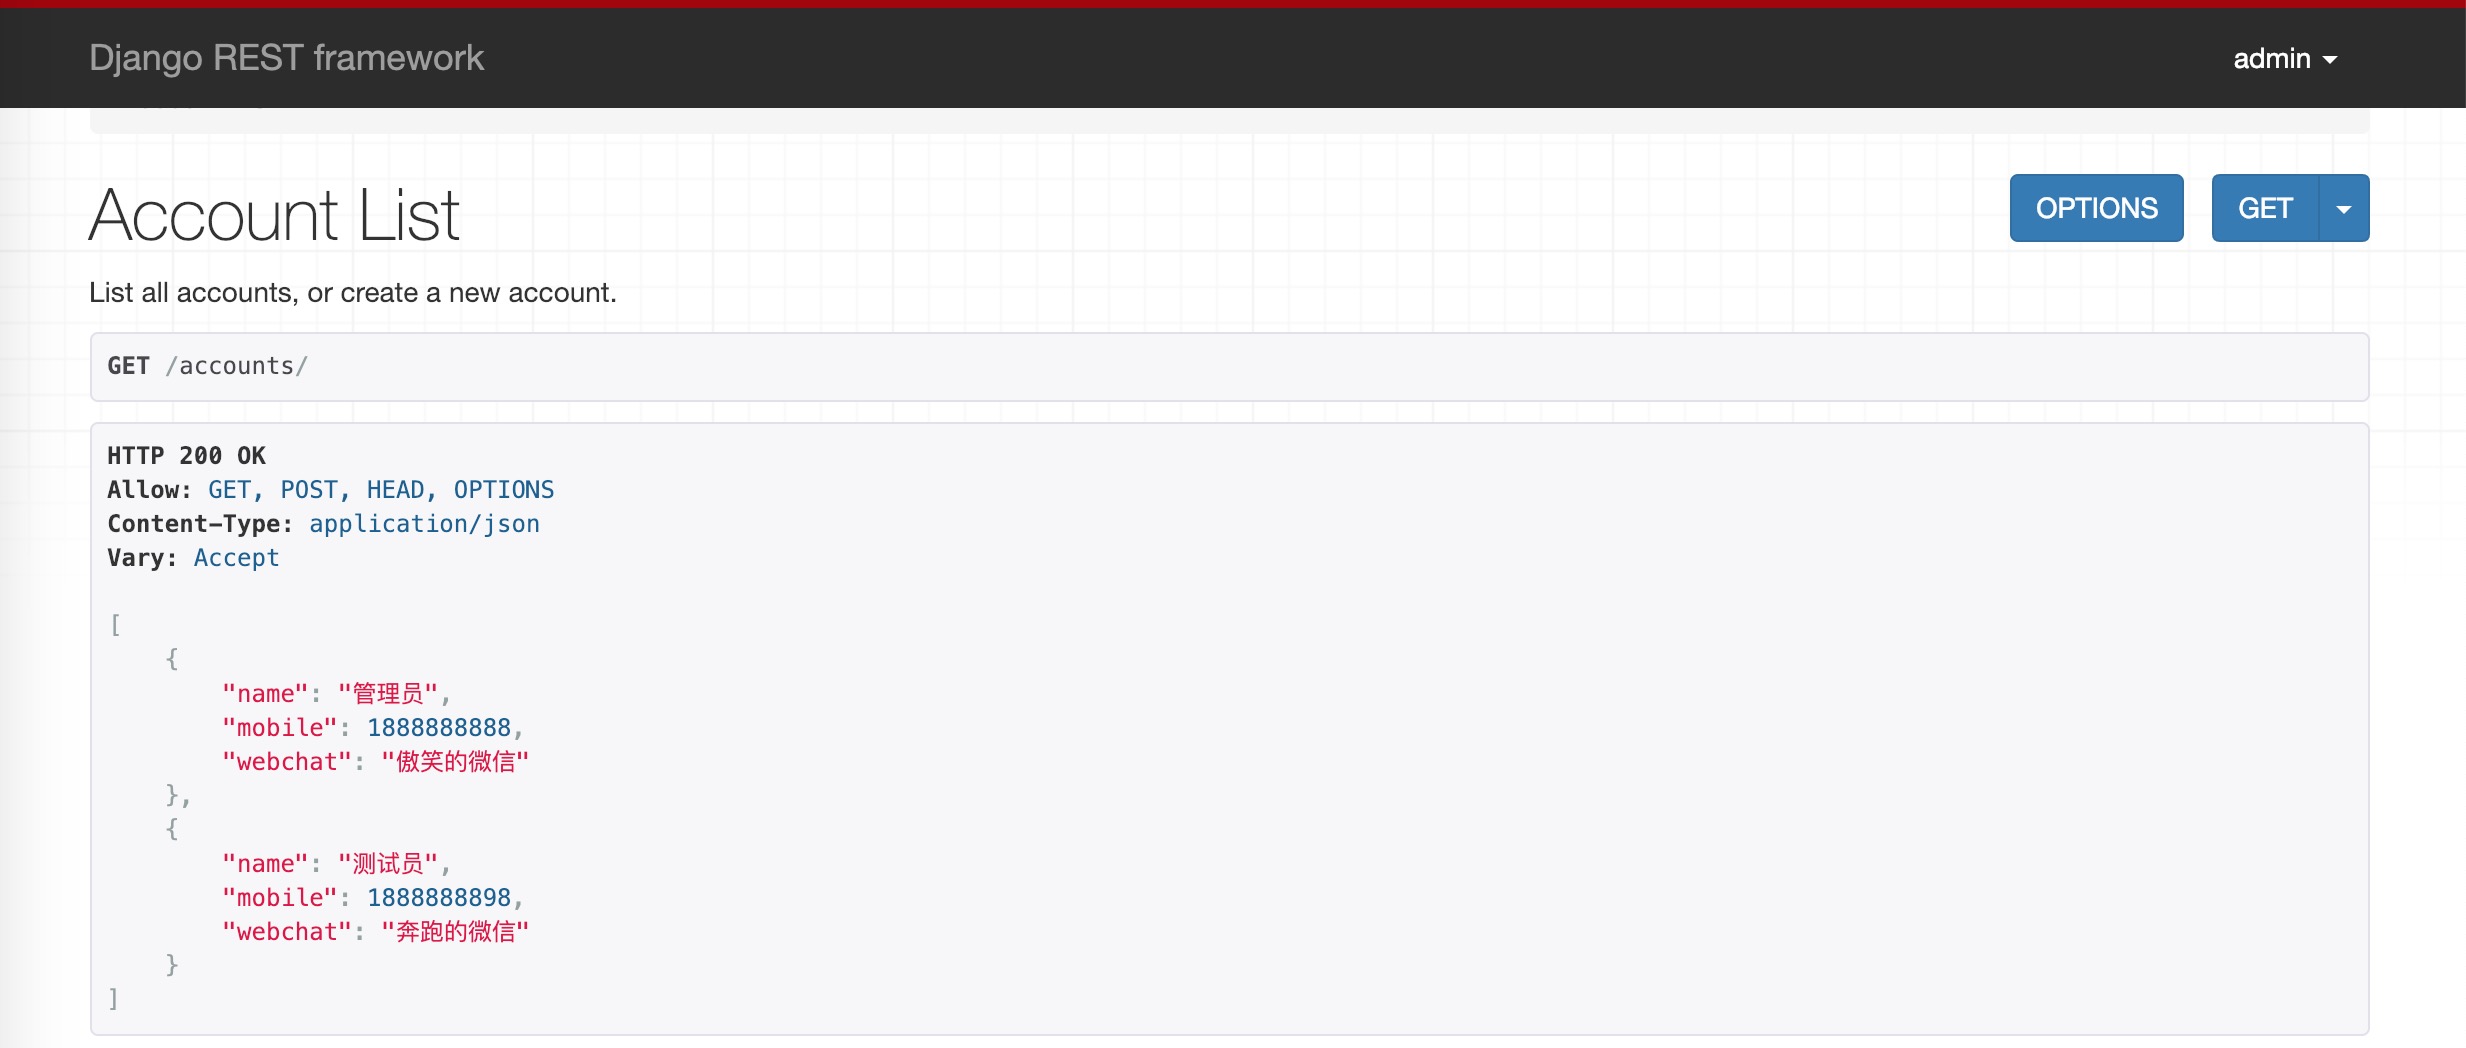 Django REST framework
admin
Account List
OPTIONS
GET
List all accounts, or create a new account.
GET /accounts/
HTTP 200 OK
Allow: GET, POST, HEAD, OPTIONS
Content-Type: application/json
Vary: Accept
[
    {
        "name": "管理员",
        "mobile": 1888888888,
        "webchat": "傲笑的微信"
    },
    {
        "name": "测试员",
        "mobile": 1888888898,
        "webchat": "奔跑的微信"
    }
]